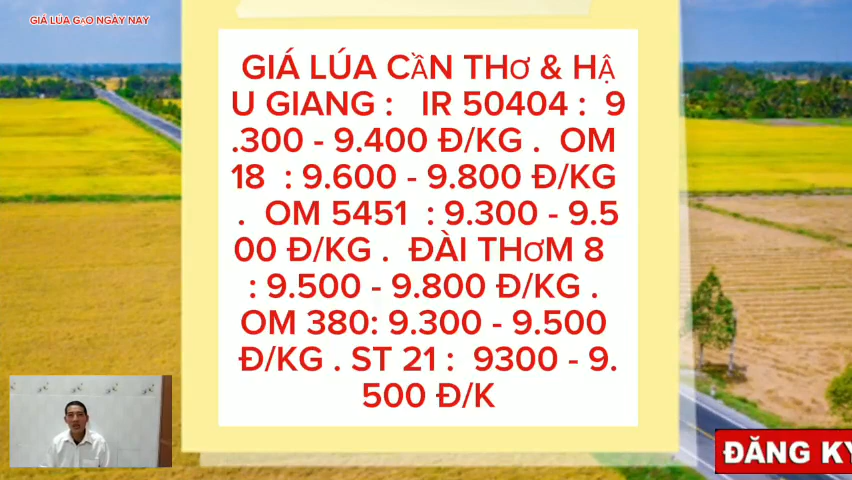 GIÁ LÚA GẠO NGÀY NAY
GIÁ LÚA CẦN THƠ & HẬ
U GIANG : IR 50404 : 9
.300 - 9.400 Đ/KG . OM
18 : 9.600 - 9.800 Đ/KG
. OM 5451 : 9.300 - 9.5
00 Đ/KG . ĐÀI THƠM 8
: 9.500 - 9.800 Đ/KG .
OM 380: 9.300 - 9.500
Đ/KG . ST 21 : 9300 - 9.
500 Đ/K
ĐĂNG KÝ